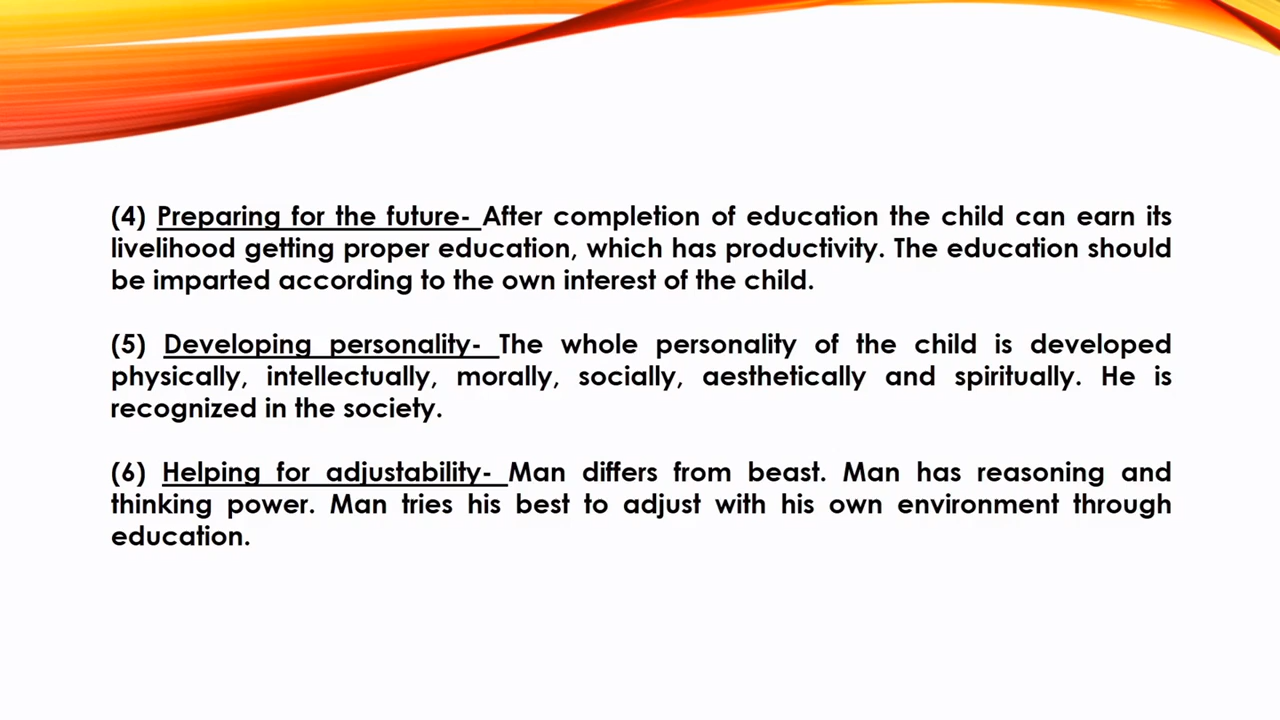 (4) Preparing for the future- After completion of education the child can earn its
livelihood getting proper education, which has productivity. The education should
be imparted according to the own interest of the child.
(5) Developing personality- The whole personality of the child is developed
physically, intellectually, morally, socially, aesthetically and spiritually. He is
recognized in the society.
(6) Helping for adjustability- Man differs from beast. Man has reasoning and
thinking power. Man tries his best to adjust with his own environment through
education.